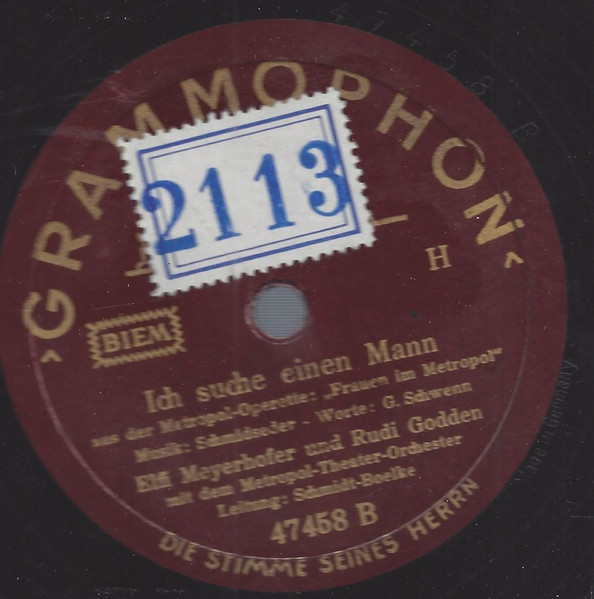 GRAMMOPHON
2113
H
BIEM
Ich suche einen Mann
aus der Metropol-Operette: „Frauen im Metropol“
Musik: Schmidseder - Worte: G. Schwenn
Elfi Meyerhofer und Rudi Godden
mit dem Metropol-Theater-Orchester
Leitung: Schmidt-Boelke
47458 B
DIE STIMME SEINES HERRN